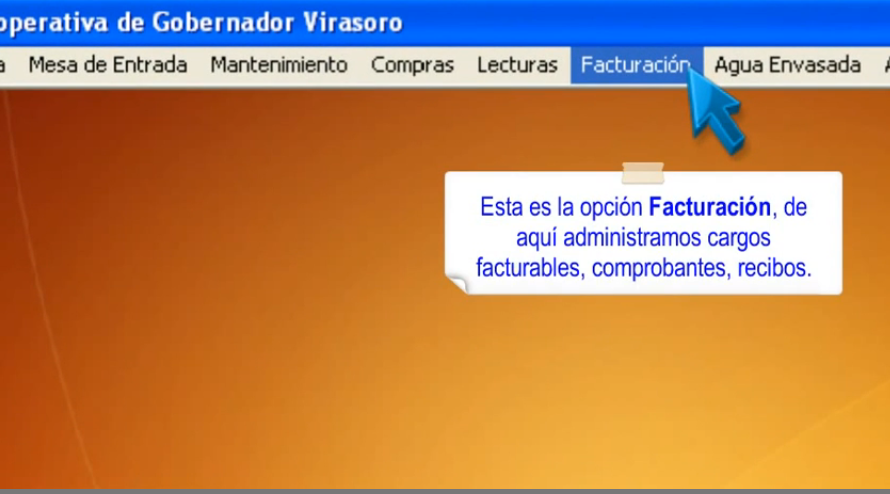 operativa de Gobernador Virasoro
Mesa de Entrada Mantenimiento Compras Lecturas Facturación Agua Envasada
Esta es la opción Facturación, de
aquí administramos cargos
facturables, comprobantes, recibos.